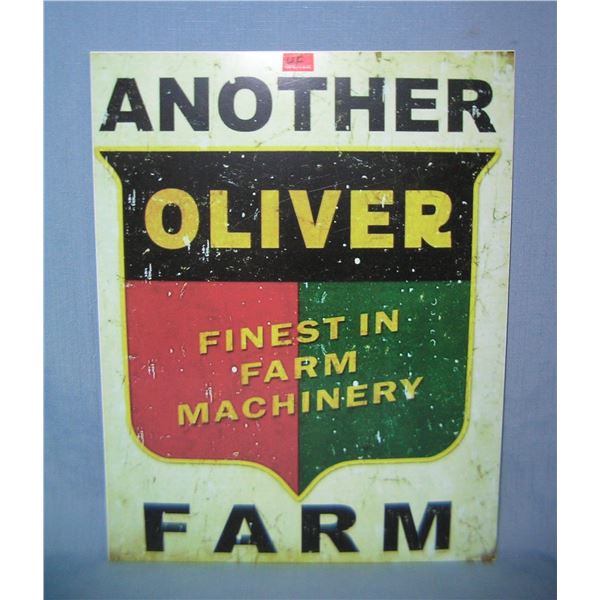 ANOTHER
OLIVER
FINEST IN
FARM
MACHINERY
FARM